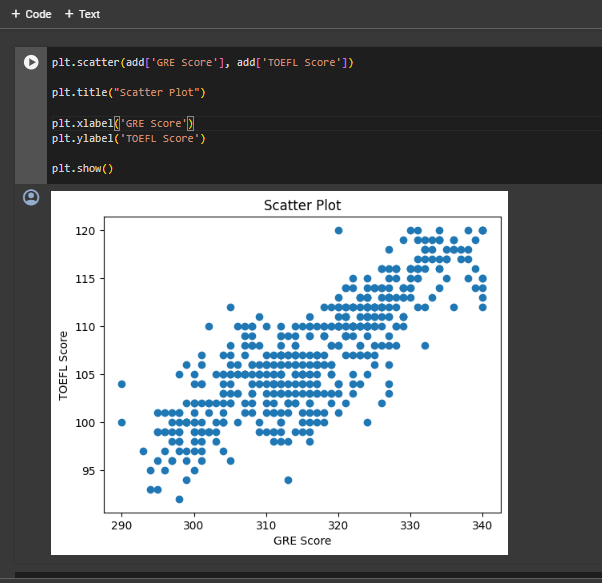 + Code + Text
plt.scatter(add['GRE Score'], add['TOEFL Score'])
plt.title("Scatter Plot")
plt.xlabel('GRE Score')
plt.ylabel('TOEFL Score')
plt.show()
Scatter Plot
120
115
110
105
100
95
TOEFL Score
290 300 310 320 330 340
GRE Score